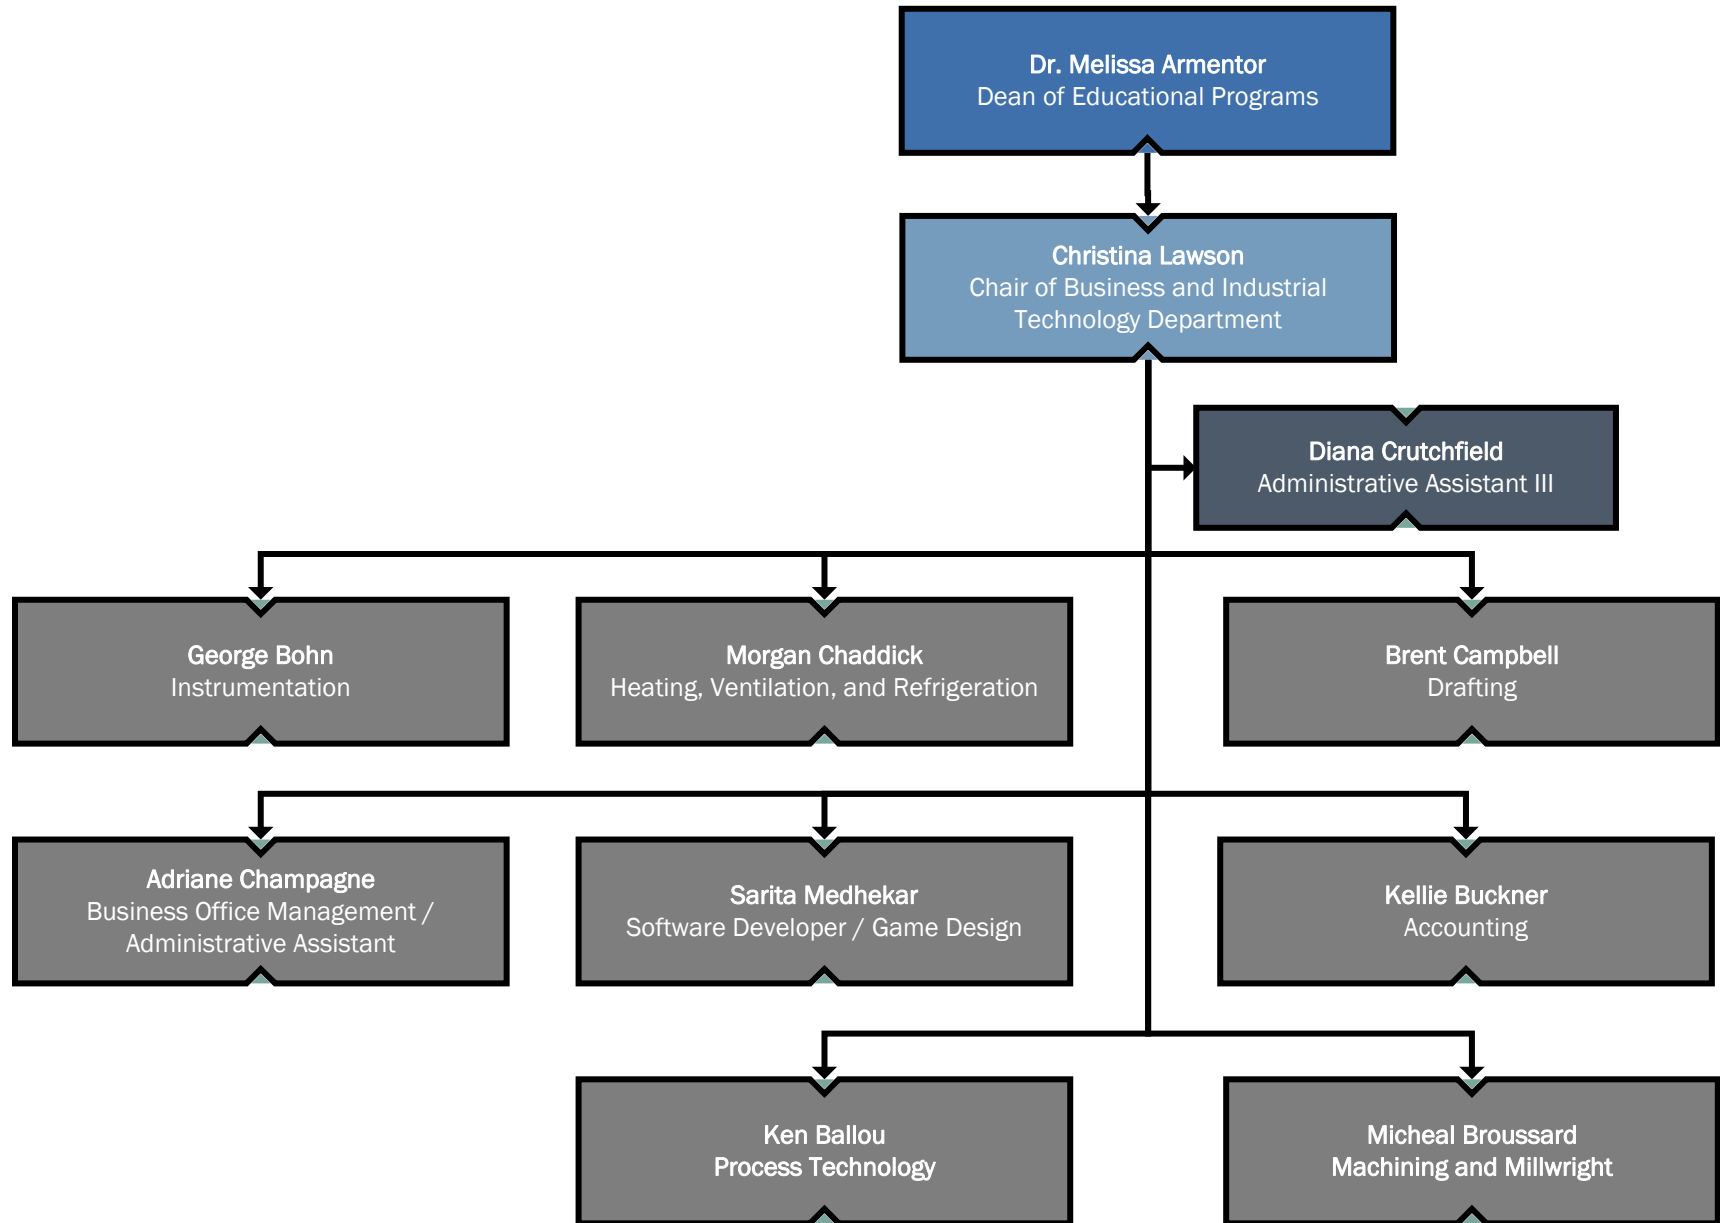 Dr. Melissa Armentor
Dean of Educational Programs
Christina Lawson
Chair of Business and Industrial
Technology Department
Diana Crutchfield
Administrative Assistant III
George Bohn
Instrumentation
Morgan Chaddick
Heating, Ventilation, and Refrigeration
Brent Campbell
Drafting
Adriane Champagne
Business Office Management /
Administrative Assistant
Sarita Medhekar
Software Developer / Game Design
Kellie Buckner
Accounting
Ken Ballou
Process Technology
Micheal Broussard
Machining and Millwright